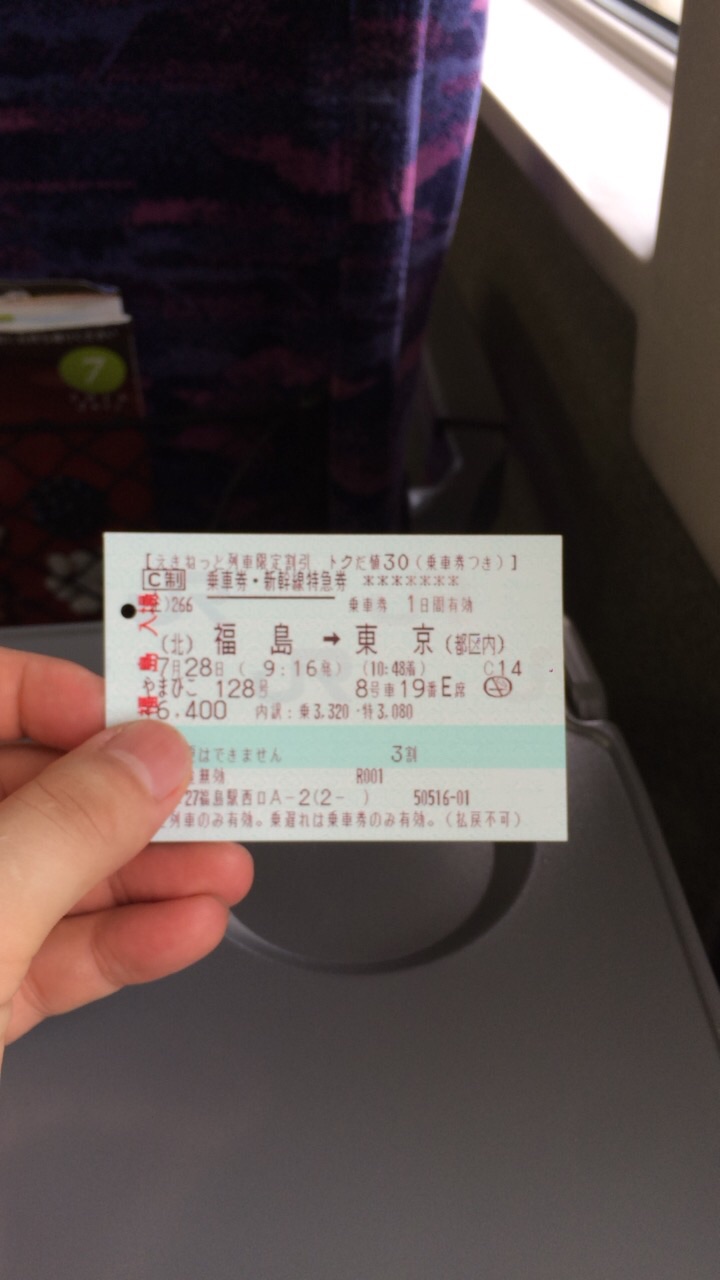 7
[えきねっと列車限定割引 トクだ値30(乗車券つき)]
C制 乗車券・新幹線特急券 *******
266 乗車券 1日間有効
(北) 福島 → 東京 (都区内)
7月28日 ( 9:16発) (10:48着) C14
やまびこ 128号 8号車19番E席
6,400 内訳:乗3,320・特3,080
はできません 3割
無効 R001
27福島駅西口A-2(2- ) 50516-01
列車のみ有効。乗遅れは乗車券のみ有効。(払戻不可)
福島 入場